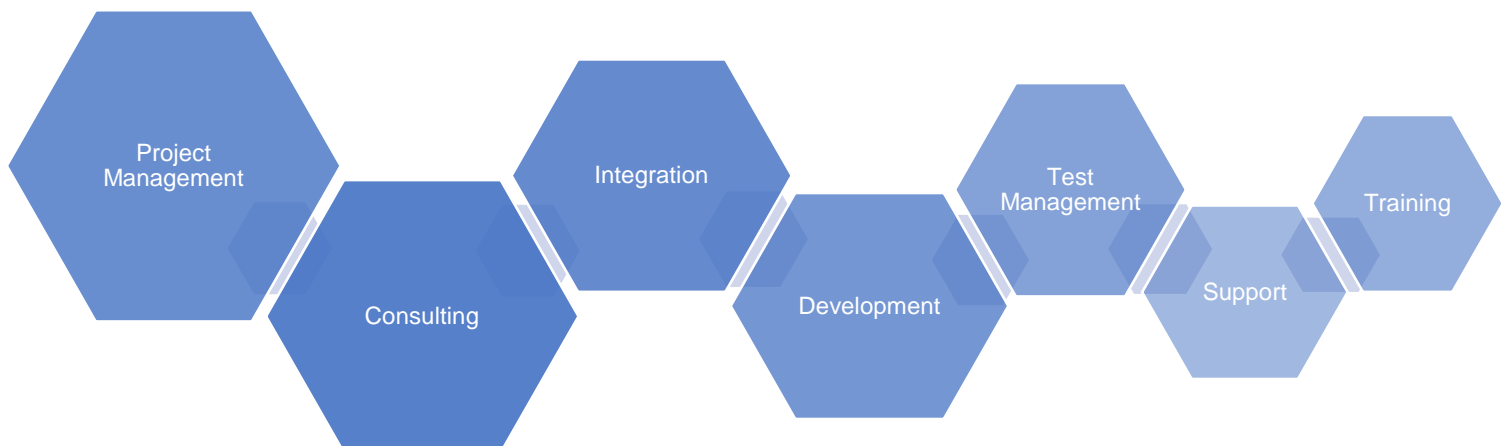 Project
Management
Consulting
Integration
Development
Test
Management
Support
Training